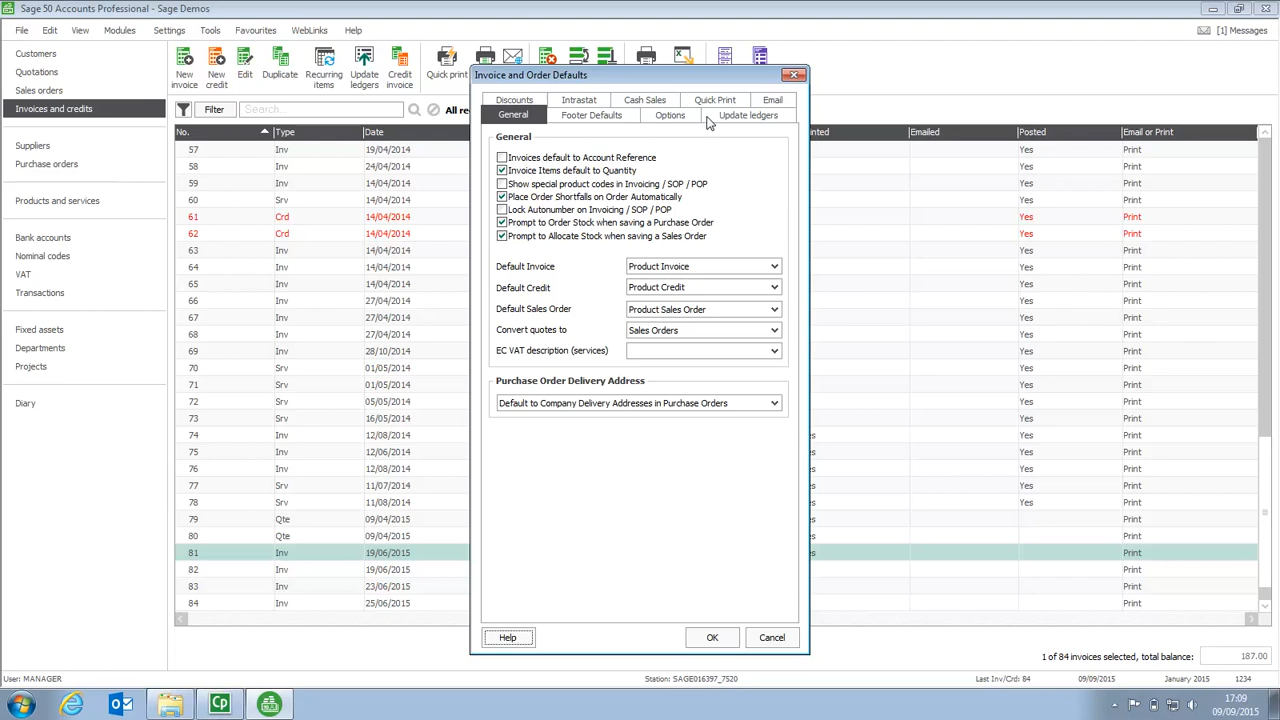 Sage 50 Accounts Professional - Sage Demos
File Edit View Modules Settings Tools Favourites WebLinks Help
[1] Messages
Customers
Quotations
Sales orders
Invoices and credits
Suppliers
Purchase orders
Products and services
Bank accounts
Nominal codes
VAT
Transactions
Fixed assets
Departments
Projects
Diary
New invoice
New credit
Edit
Duplicate
Recurring items
Update ledgers
Credit invoice
Quick print
Filter
Search...
No. Type Date Emailed Posted Email or Print
57 Inv 19/04/2014 Yes Print
58 Inv 24/04/2014 Yes Print
59 Inv 14/04/2014 Yes Print
60 Srv 14/04/2014 Yes Print
61 Crd 14/04/2014 Yes Print
62 Crd 14/04/2014 Yes Print
63 Inv 14/04/2014 Yes Print
64 Inv 14/04/2014 Yes Print
65 Inv 14/04/2014 Yes Print
66 Inv 27/04/2014 Yes Print
67 Inv 27/04/2014 Yes Print
68 Inv 27/04/2014 Yes Print
69 Inv 28/10/2014 Yes Print
70 Srv 01/05/2014 Yes Print
71 Srv 01/05/2014 Yes Print
72 Srv 05/05/2014 Yes Print
73 Srv 16/05/2014 Yes Print
74 Inv 12/08/2014 Yes Print
75 Inv 12/06/2014 Yes Print
76 Inv 12/08/2014 Yes Print
77 Srv 11/07/2014 Yes Print
78 Srv 11/08/2014 Yes Print
79 Qte 09/04/2015 Print
80 Qte 09/04/2015 Print
81 Inv 19/06/2015 Print
82 Inv 19/06/2015 Print
83 Inv 23/06/2015 Print
84 Inv 25/06/2015 Print
Invoice and Order Defaults
Discounts Intrastat Cash Sales Quick Print Email
General Footer Defaults Options Update ledgers
General
Invoices default to Account Reference
Invoice Items default to Quantity
Show special product codes in Invoicing / SOP / POP
Place Order Shortfalls on Order Automatically
Lock Autonumber on Invoicing / SOP / POP
Prompt to Order Stock when saving a Purchase Order
Prompt to Allocate Stock when saving a Sales Order
Default Invoice Product Invoice
Default Credit Product Credit
Default Sales Order Product Sales Order
Convert quotes to Sales Orders
EC VAT description (services)
Purchase Order Delivery Address
Default to Company Delivery Addresses in Purchase Orders
Help OK Cancel
1 of 84 invoices selected, total balance: 187.00
User: MANAGER Station: SAGE016397_7520 Last Inv/Crd: 84 09/09/2015 January 2015 1234
Cp
17:09
09/09/2015